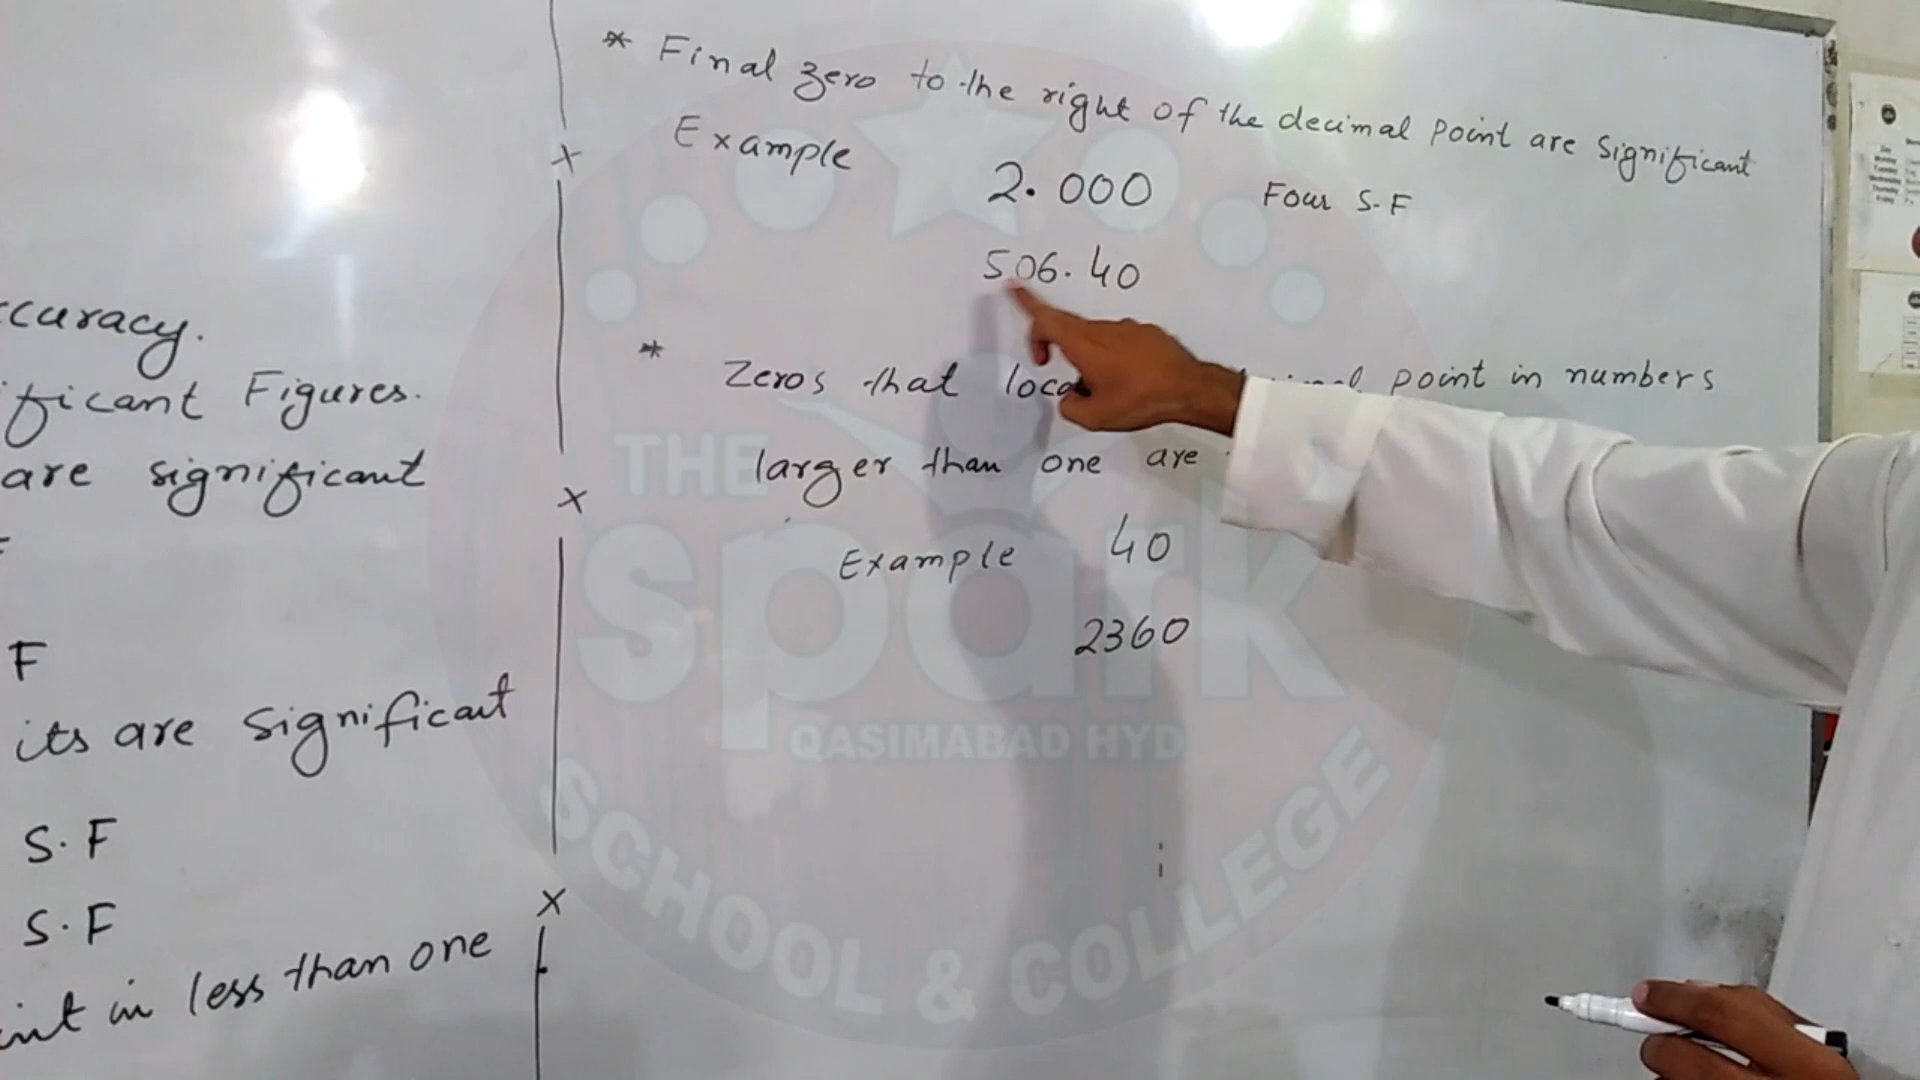 ccuracy.
ificant Figures.
are significant
F
its are significant
S.F
S.F
int in less than one
* Final zero to the right of the decimal point are significant
Example 2.000 Four S.F
506.40
* Zeros that loca point in numbers
larger than one are
Example 40
2360
THE
spark
QASIMABAD HYD
SCHOOL & COLLEGE